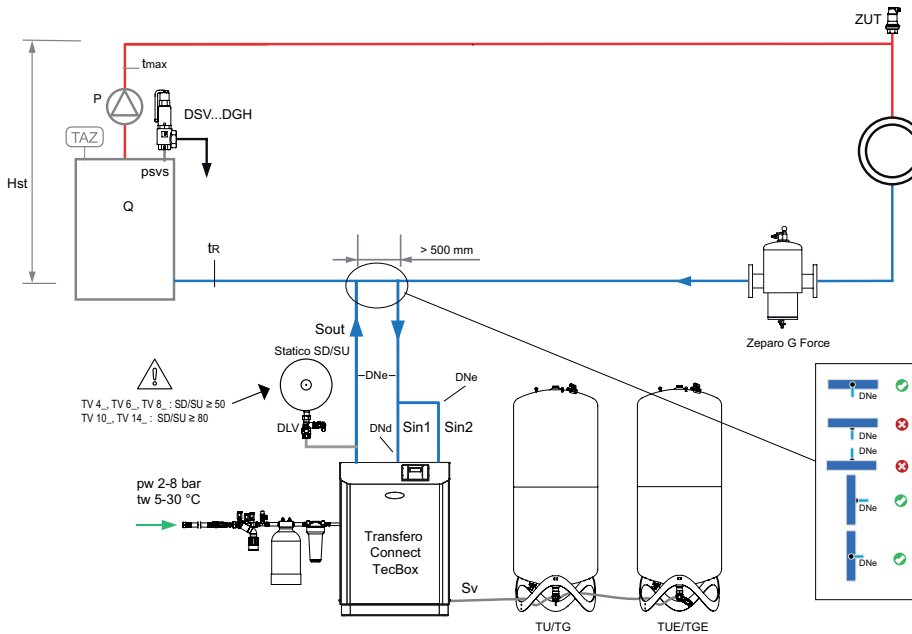 ZUT
tmax
P
DSV...DGH
TAZ
psvs
Hst
Q
tR
> 500 mm
Zeparo G Force
Sout
Statico SD/SU
DNe
DNe
TV 4_, TV 6_, TV 8_ : SD/SU ≥ 50
TV 10_, TV 14_ : SD/SU ≥ 80
DLV
DNd
Sin1
Sin2
pw 2-8 bar
tw 5-30 °C
Transfero
Connect
TecBox
Sv
TU/TG
TUE/TGE
DNe
DNe
DNe
DNe
DNe